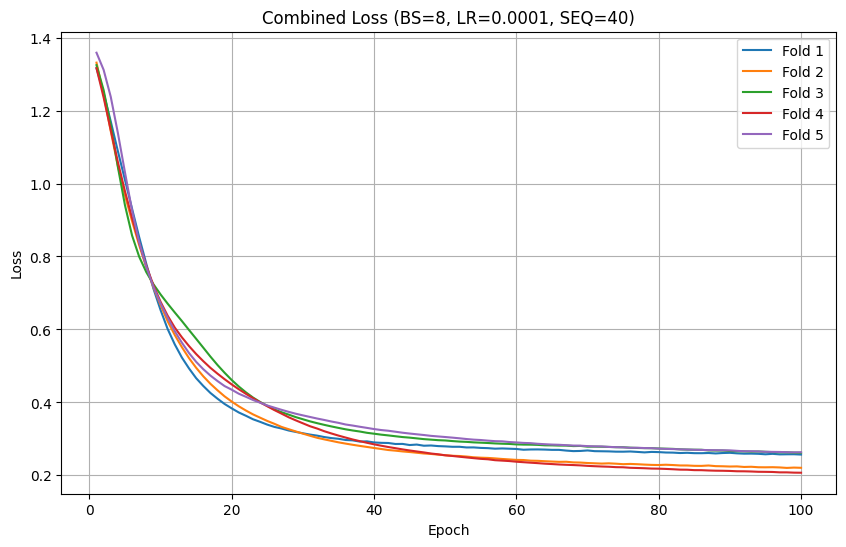 Combined Loss (BS=8, LR=0.0001, SEQ=40)
1.4
1.2
1.0
0.8
0.6
0.4
0.2
Loss
0 20 40 60 80 100
Epoch
Fold 1
Fold 2
Fold 3
Fold 4
Fold 5